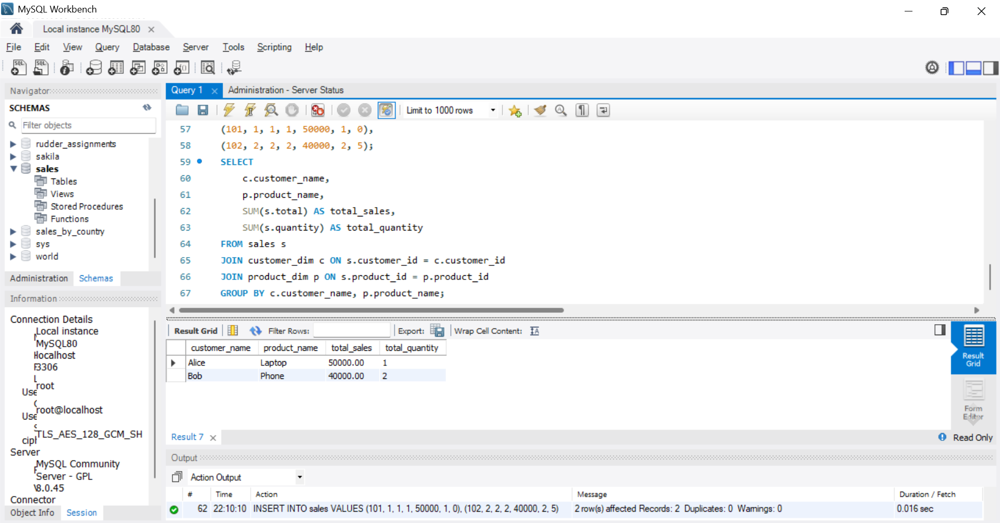 MySQL Workbench
Local instance MySQL80
File Edit View Query Database Server Tools Scripting Help
Navigator
SCHEMAS
Filter objects
rudder_assignments
sakila
sales
Tables
Views
Stored Procedures
Functions
sales_by_country
sys
world
Administration Schemas
Information
Connection Details
Local instance
MySQL80
localhost
3306
root
Use
root@localhost
Use
TLS_AES_128_GCM_SH
Server
MySQL Community
Server - GPL
8.0.45
Connector
Object Info Session
Query 1 Administration - Server Status
Limit to 1000 rows
57 (101, 1, 1, 1, 50000, 1, 0),
58 (102, 2, 2, 2, 40000, 2, 5);
59 SELECT
60 c.customer_name,
61 p.product_name,
62 SUM(s.total) AS total_sales,
63 SUM(s.quantity) AS total_quantity
64 FROM sales s
65 JOIN customer_dim c ON s.customer_id = c.customer_id
66 JOIN product_dim p ON s.product_id = p.product_id
67 GROUP BY c.customer_name, p.product_name;
Result Grid Filter Rows: Export: Wrap Cell Content:
customer_name product_name total_sales total_quantity
Alice Laptop 50000.00 1
Bob Phone 40000.00 2
Result
Grid
Form
Editor
Result 7 Read Only
Output
Action Output
# Time Action Message Duration / Fetch
62 22:10:10 INSERT INTO sales VALUES (101, 1, 1, 1, 50000, 1, 0), (102, 2, 2, 2, 40000, 2, 5) 2 row(s) affected Records: 2 Duplicates: 0 Warnings: 0 0.016 sec